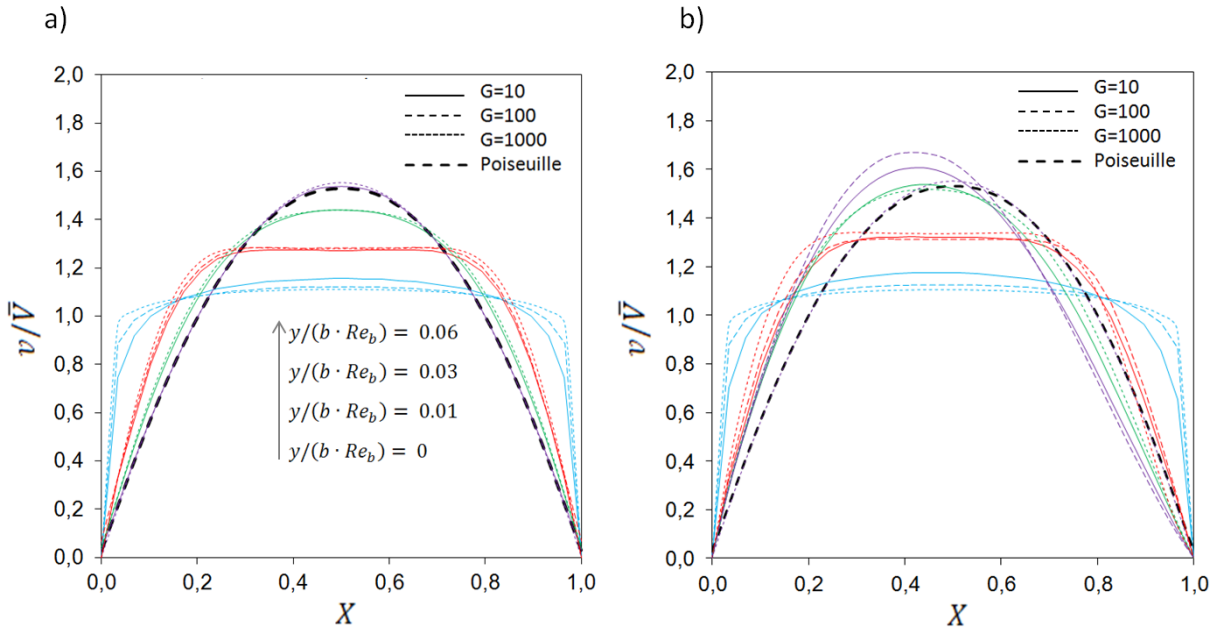 a)
2,0
1,8
1,6
1,4
1,2
1,0
0,8
0,6
0,4
0,2
0,0
0,0
0,2
0,4
0,6
0,8
1,0
v/V̅
X
G=10
G=100
G=1000
Poiseuille
y/(b · Re_b) = 0.06
y/(b · Re_b) = 0.03
y/(b · Re_b) = 0.01
y/(b · Re_b) = 0
b)
2,0
1,8
1,6
1,4
1,2
1,0
0,8
0,6
0,4
0,2
0,0
0,0
0,2
0,4
0,6
0,8
1,0
v/V̅
X
G=10
G=100
G=1000
Poiseuille